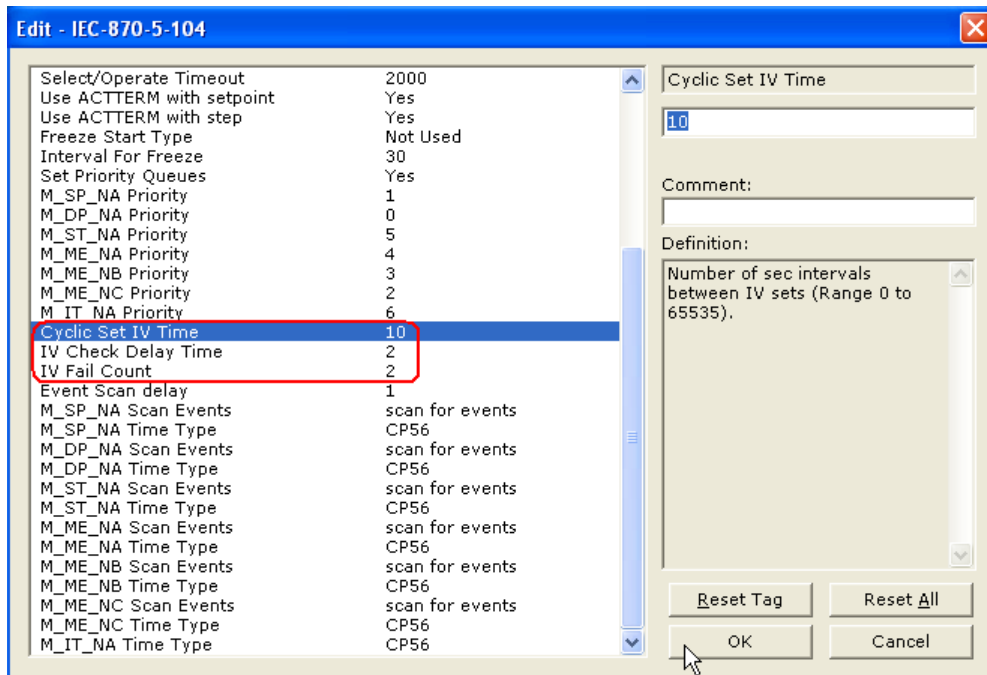 Edit - IEC-870-5-104
Select/Operate Timeout 2000
Use ACTTERM with setpoint Yes
Use ACTTERM with step Yes
Freeze Start Type Not Used
Interval For Freeze 30
Set Priority Queues Yes
M_SP_NA Priority 1
M_DP_NA Priority 0
M_ST_NA Priority 5
M_ME_NA Priority 4
M_ME_NB Priority 3
M_ME_NC Priority 2
M_IT_NA Priority 6
Cyclic Set IV Time 10
IV Check Delay Time 2
IV Fail Count 2
Event Scan delay 1
M_SP_NA Scan Events scan for events
M_SP_NA Time Type CP56
M_DP_NA Scan Events scan for events
M_DP_NA Time Type CP56
M_ST_NA Scan Events scan for events
M_ST_NA Time Type CP56
M_ME_NA Scan Events scan for events
M_ME_NA Time Type CP56
M_ME_NB Scan Events scan for events
M_ME_NB Time Type CP56
M_ME_NC Scan Events scan for events
M_ME_NC Time Type CP56
M_IT_NA Time Type CP56
Cyclic Set IV Time
10
Comment:
Definition:
Number of sec intervals
between IV sets (Range 0 to
65535).
Reset Tag Reset All
OK Cancel